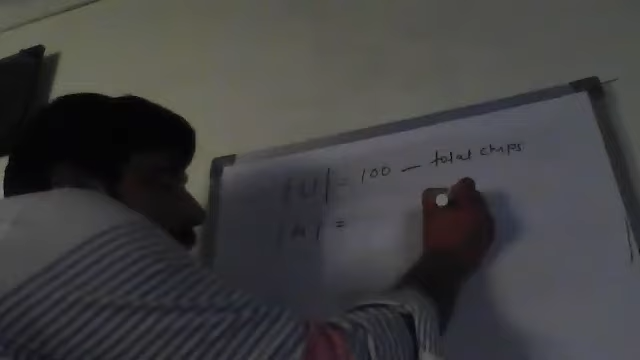 |U| = 100 — total chips
|A| =